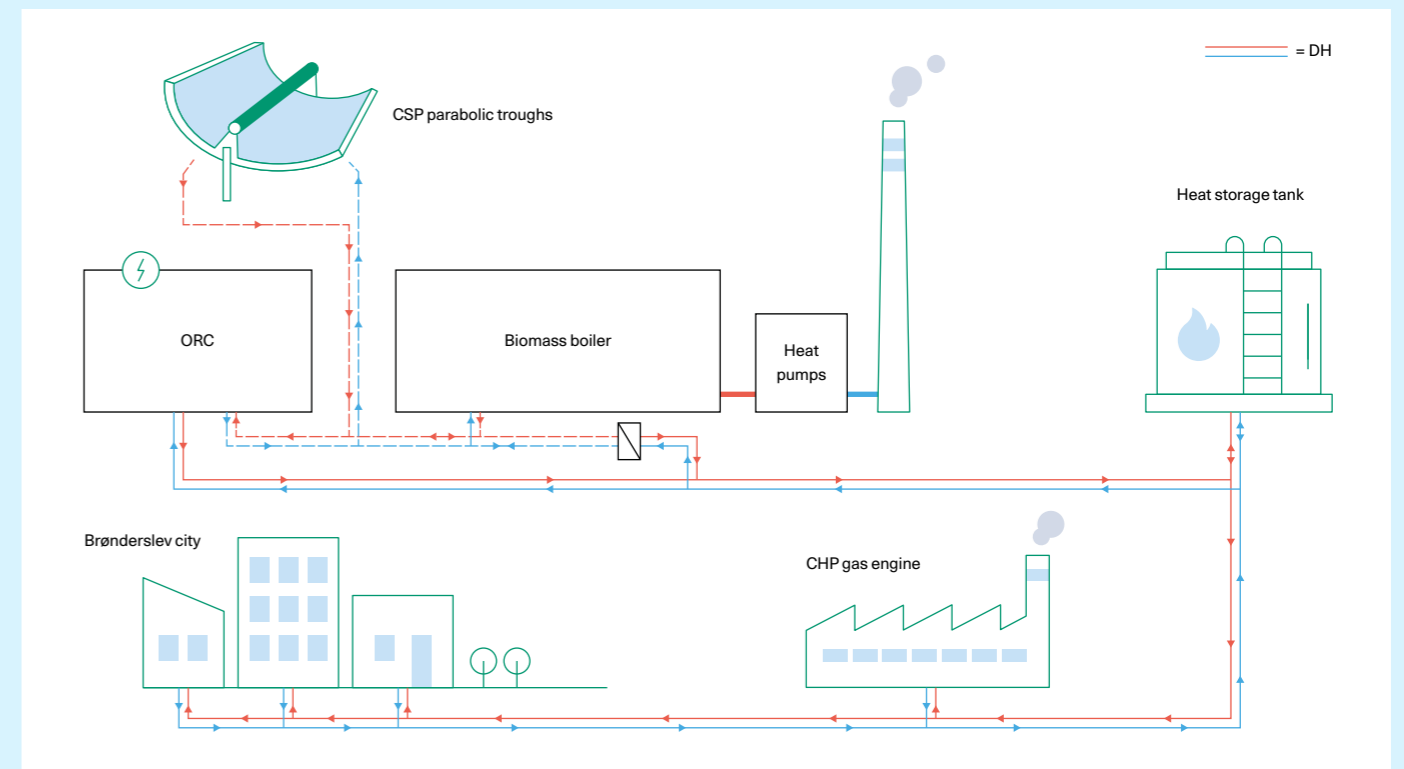 = DH
CSP parabolic troughs
Heat storage tank
ORC
Biomass boiler
Heat
pumps
Brønderslev city
CHP gas engine